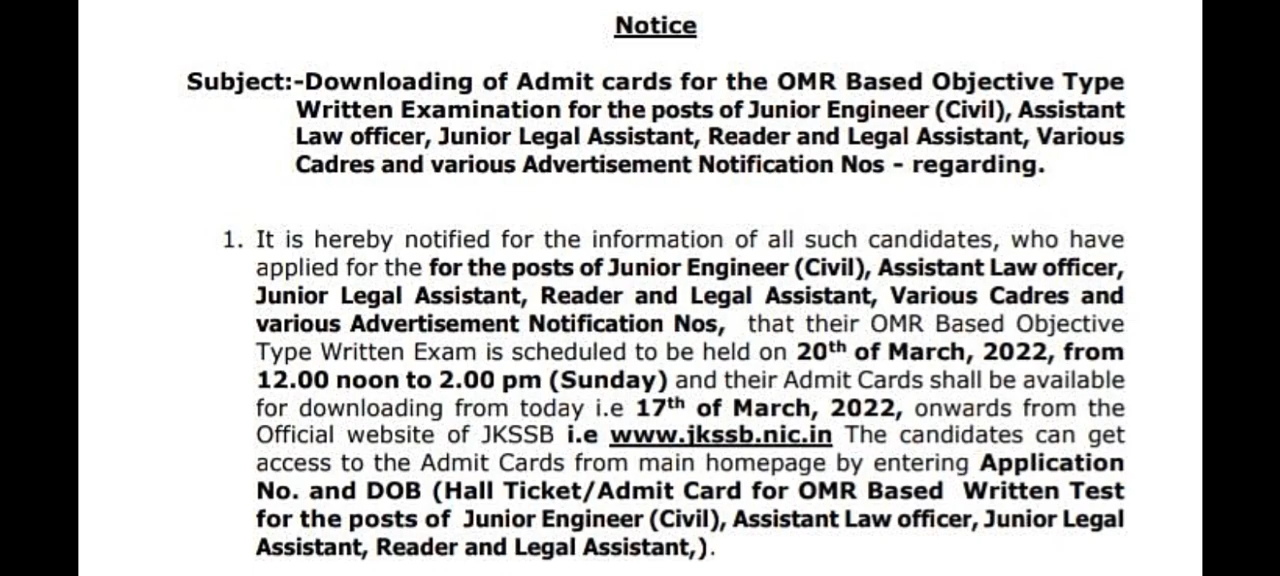 Notice
Subject:-Downloading of Admit cards for the OMR Based Objective Type
Written Examination for the posts of Junior Engineer (Civil), Assistant
Law officer, Junior Legal Assistant, Reader and Legal Assistant, Various
Cadres and various Advertisement Notification Nos - regarding.
1. It is hereby notified for the information of all such candidates, who have
applied for the for the posts of Junior Engineer (Civil), Assistant Law officer,
Junior Legal Assistant, Reader and Legal Assistant, Various Cadres and
various Advertisement Notification Nos, that their OMR Based Objective
Type Written Exam is scheduled to be held on 20th of March, 2022, from
12.00 noon to 2.00 pm (Sunday) and their Admit Cards shall be available
for downloading from today i.e 17th of March, 2022, onwards from the
Official website of JKSSB i.e www.jkssb.nic.in The candidates can get
access to the Admit Cards from main homepage by entering Application
No. and DOB (Hall Ticket/Admit Card for OMR Based Written Test
for the posts of Junior Engineer (Civil), Assistant Law officer, Junior Legal
Assistant, Reader and Legal Assistant,).